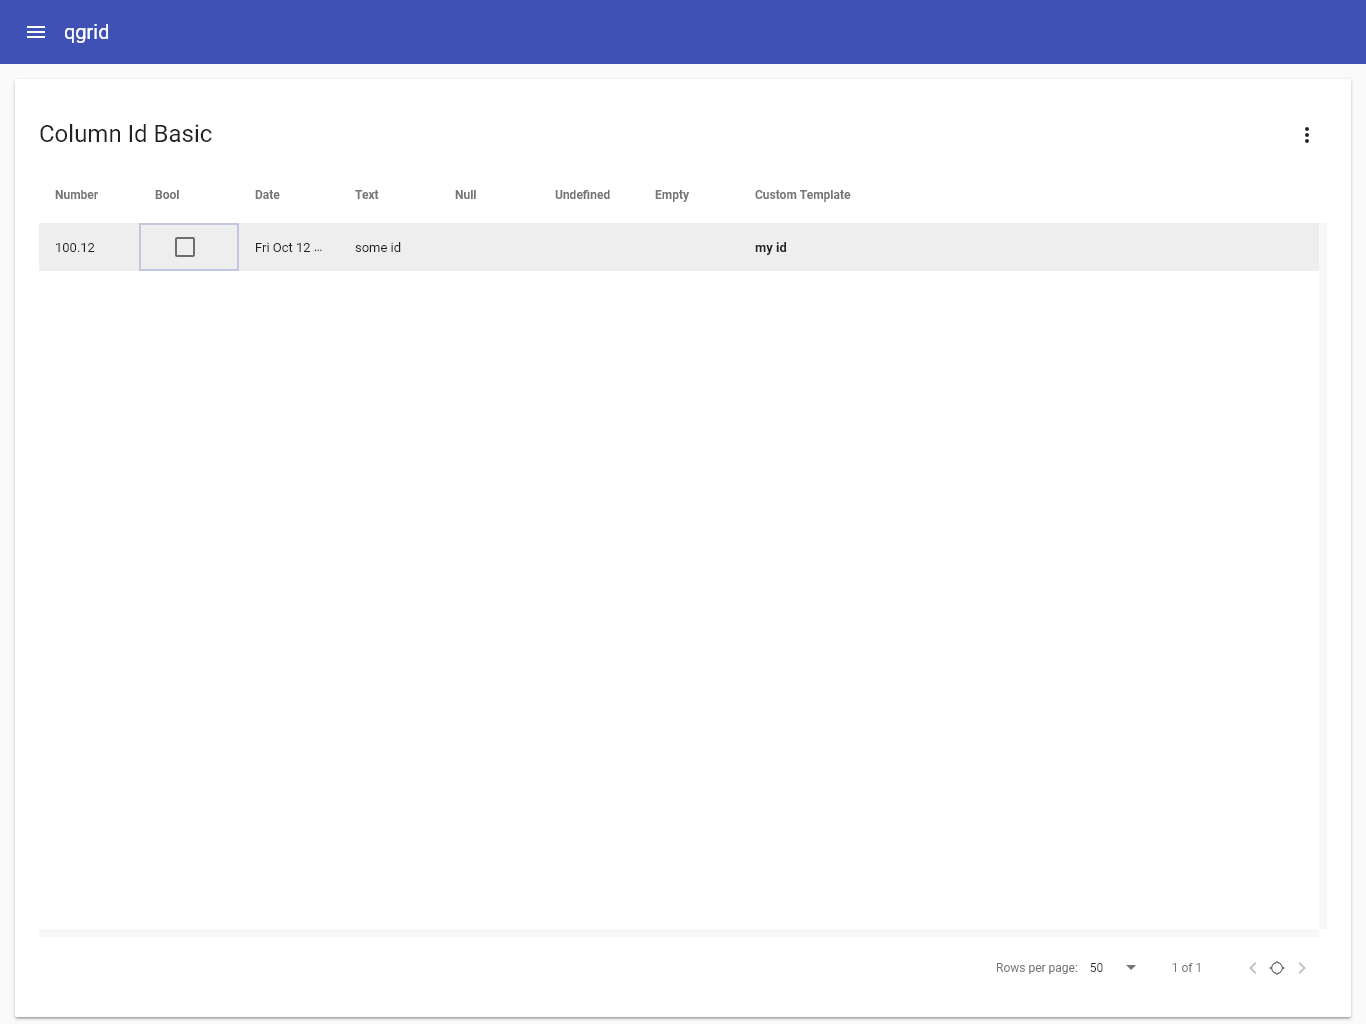 qgrid
Column Id Basic
Number Bool Date Text Null Undefined Empty Custom Template
100.12 Fri Oct 12 ... some id my id
Rows per page: 50 1 of 1